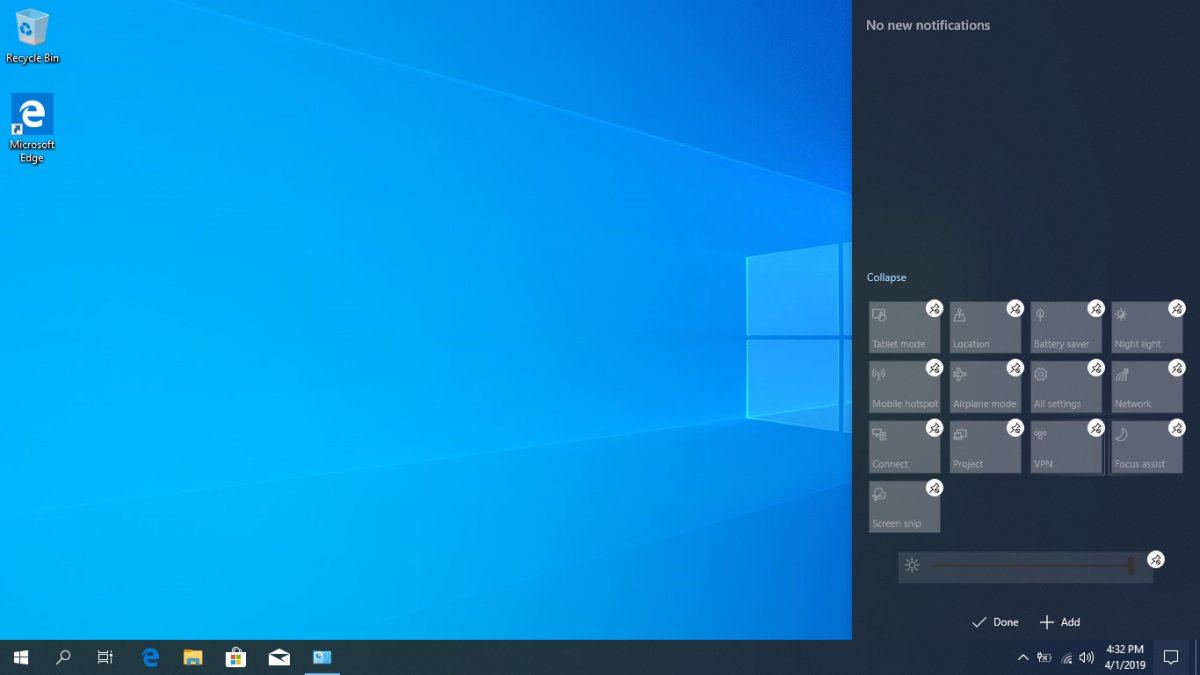 Recycle Bin
Microsoft
Edge
No new notifications
Collapse
Tablet mode
Location
Battery saver
Night light
Mobile hotspot
Airplane mode
All settings
Network
Connect
Project
VPN
Focus assist
Screen snip
Done
Add
4:32 PM
4/1/2019